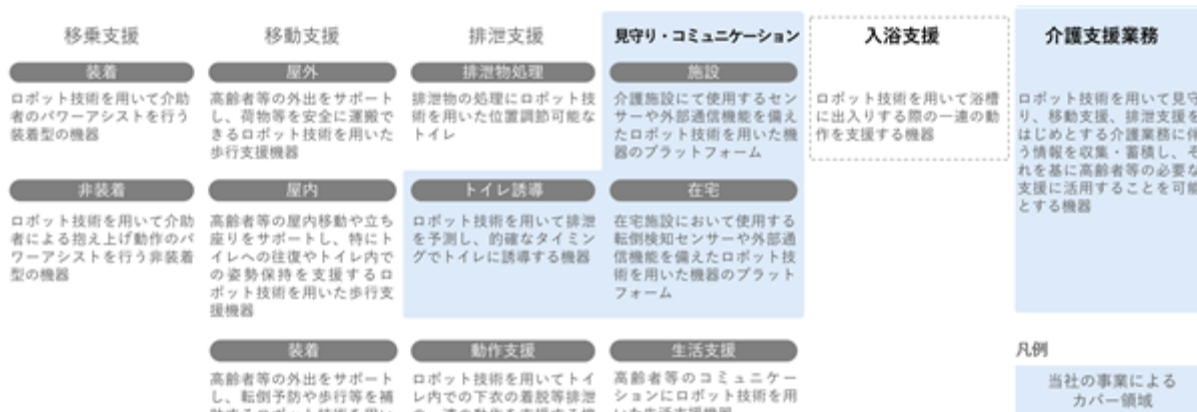 移乗支援
装着
ロボット技術を用いて介助
者のパワーアシストを行う
装着型の機器
非装着
ロボット技術を用いて介助
者による抱え上げ動作のパ
ワーアシストを行う非装着
型の機器
移動支援
屋外
高齢者等の外出をサポート
し、荷物等を安全に運搬で
きるロボット技術を用いた
歩行支援機器
屋内
高齢者等の屋内移動や立ち
座りをサポートし、特にト
イレへの往復やトイレ内で
の姿勢保持を支援するロ
ボット技術を用いた歩行支
援機器
装着
高齢者等の外出をサポート
し、転倒予防や歩行等を補
排泄支援
排泄物処理
排泄物の処理にロボット技
術を用いた位置調節可能な
トイレ
トイレ誘導
ロボット技術を用いて排泄
を予測し、的確なタイミン
グでトイレに誘導する機器
動作支援
ロボット技術を用いてトイ
レ内での下衣の着脱等排泄
見守り・コミュニケーション
施設
介護施設にて使用するセン
サーや外部通信機能を備え
たロボット技術を用いた機
器のプラットフォーム
在宅
在宅施設において使用する
転倒検知センサーや外部通
信機能を備えたロボット技
術を用いた機器のプラット
フォーム
生活支援
高齢者等のコミュニケー
ションにロボット技術を用
入浴支援
ロボット技術を用いて浴槽
に出入りする際の一連の動
作を支援する機器
介護支援業務
ロボット技術を用いて見守
り、移動支援、排泄支援を
はじめとする介護業務に伴
う情報を収集・蓄積し、そ
れを基に高齢者等の必要な
支援に活用することを可能
とする機器
凡例
当社の事業による
カバー領域